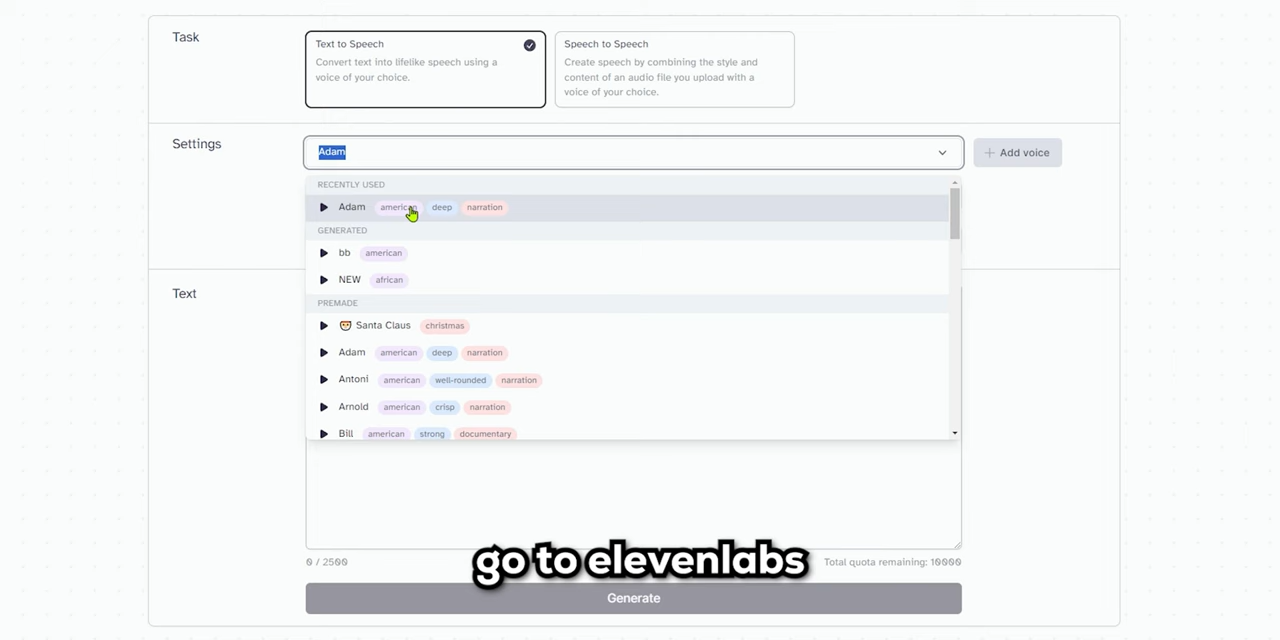 Task
Text to Speech
Convert text into lifelike speech using a
voice of your choice.
Speech to Speech
Create speech by combining the style and
content of an audio file you upload with a
voice of your choice.
Settings
Adam
+ Add voice
RECENTLY USED
Adam american deep narration
GENERATED
bb american
NEW african
PREMADE
Santa Claus christmas
Adam american deep narration
Antoni american well-rounded narration
Arnold american crisp narration
Bill american strong documentary
Text
go to elevenlabs
0 / 2500
Total quota remaining: 10000
Generate